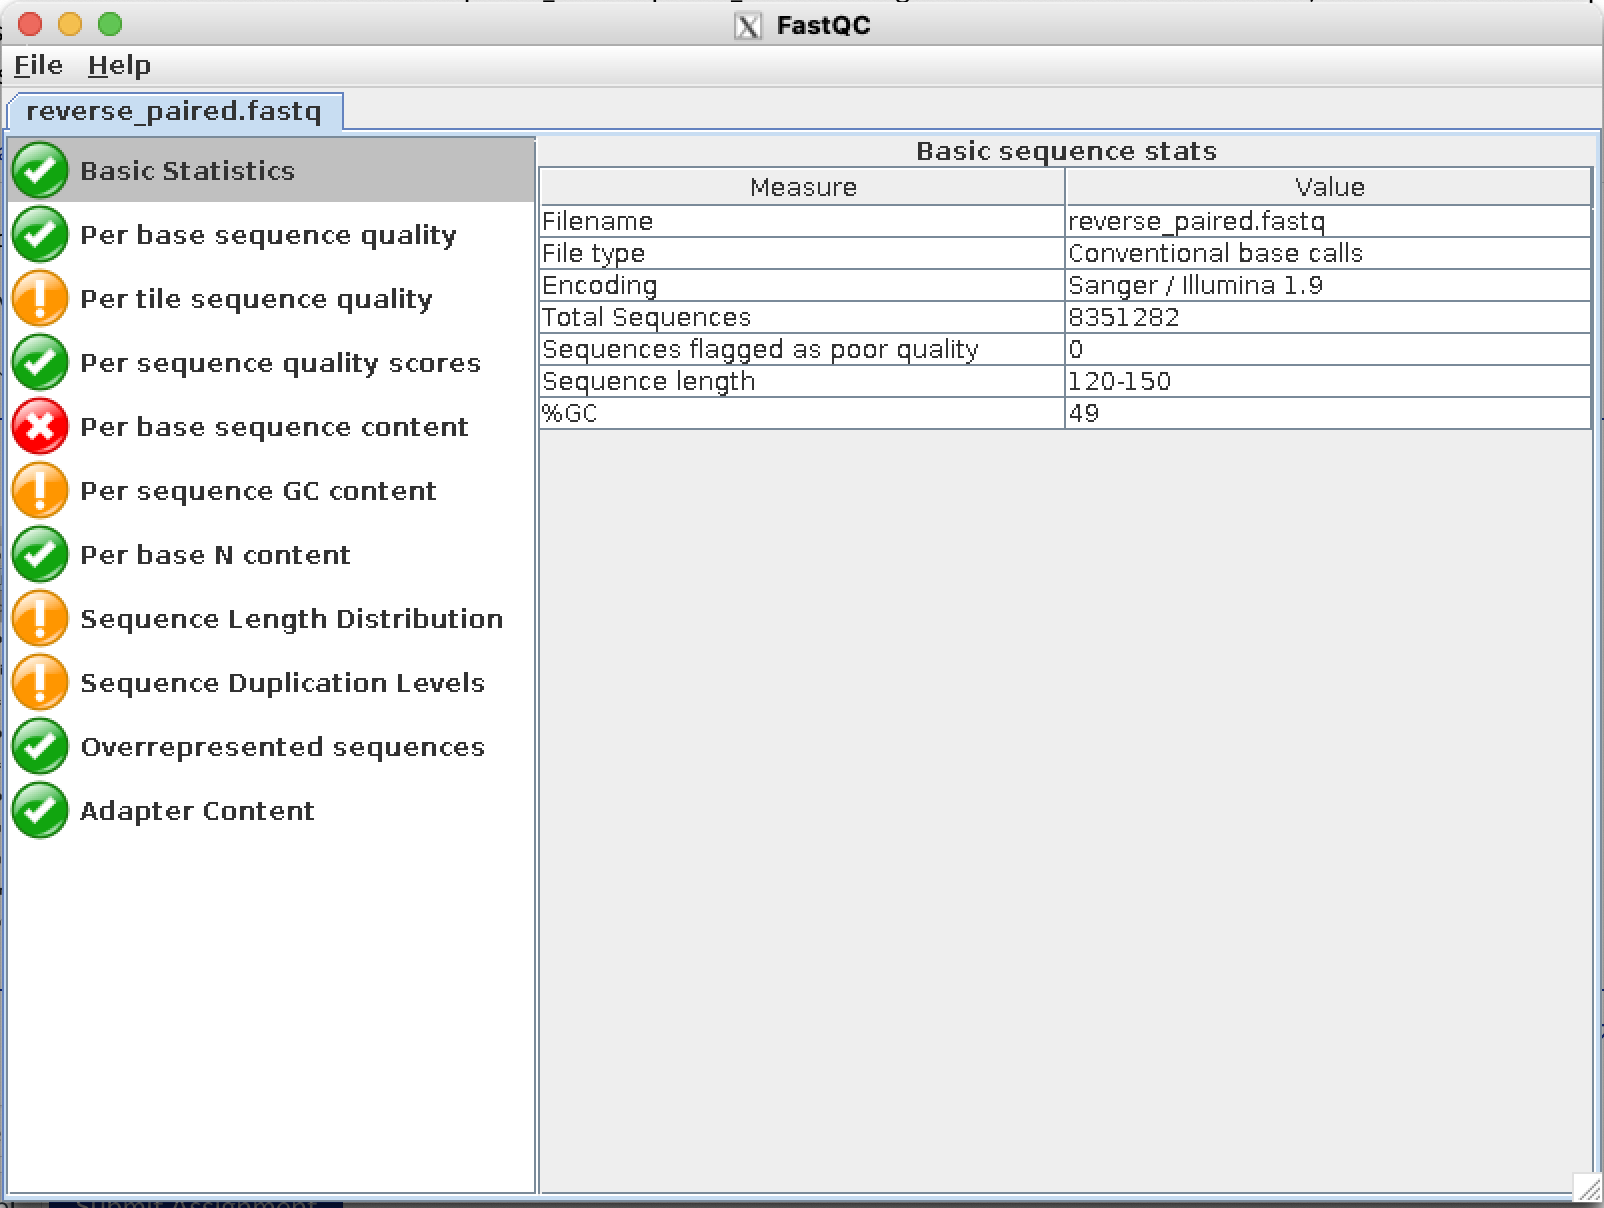 FastQC
File Help
reverse_paired.fastq
Basic Statistics
Per base sequence quality
Per tile sequence quality
Per sequence quality scores
Per base sequence content
Per sequence GC content
Per base N content
Sequence Length Distribution
Sequence Duplication Levels
Overrepresented sequences
Adapter Content
Basic sequence stats
Measure Value
Filename reverse_paired.fastq
File type Conventional base calls
Encoding Sanger / Illumina 1.9
Total Sequences 8351282
Sequences flagged as poor quality 0
Sequence length 120-150
%GC 49
Submit Assignment